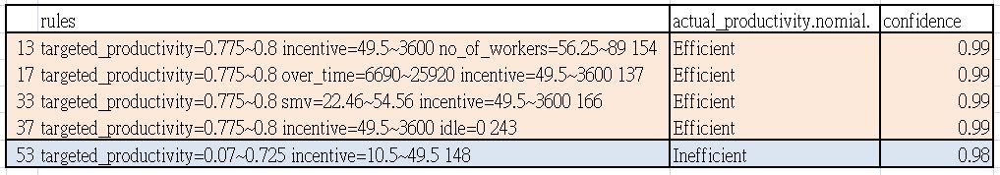 rules actual_productivity.nomial. confidence
13 targeted_productivity=0.775~0.8 incentive=49.5~3600 no_of_workers=56.25~89 154 Efficient 0.99
17 targeted_productivity=0.775~0.8 over_time=6690~25920 incentive=49.5~3600 137 Efficient 0.99
33 targeted_productivity=0.775~0.8 smv=22.46~54.56 incentive=49.5~3600 166 Efficient 0.99
37 targeted_productivity=0.775~0.8 incentive=49.5~3600 idle=0 243 Efficient 0.99
53 targeted_productivity=0.07~0.725 incentive=10.5~49.5 148 Inefficient 0.98